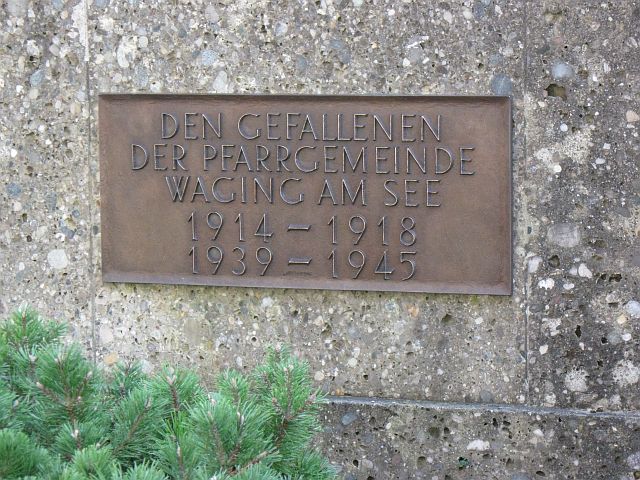 DEN GEFALLENEN
DER PFARRGEMEINDE
WAGING AM SEE
1914 – 1918
1939 – 1945